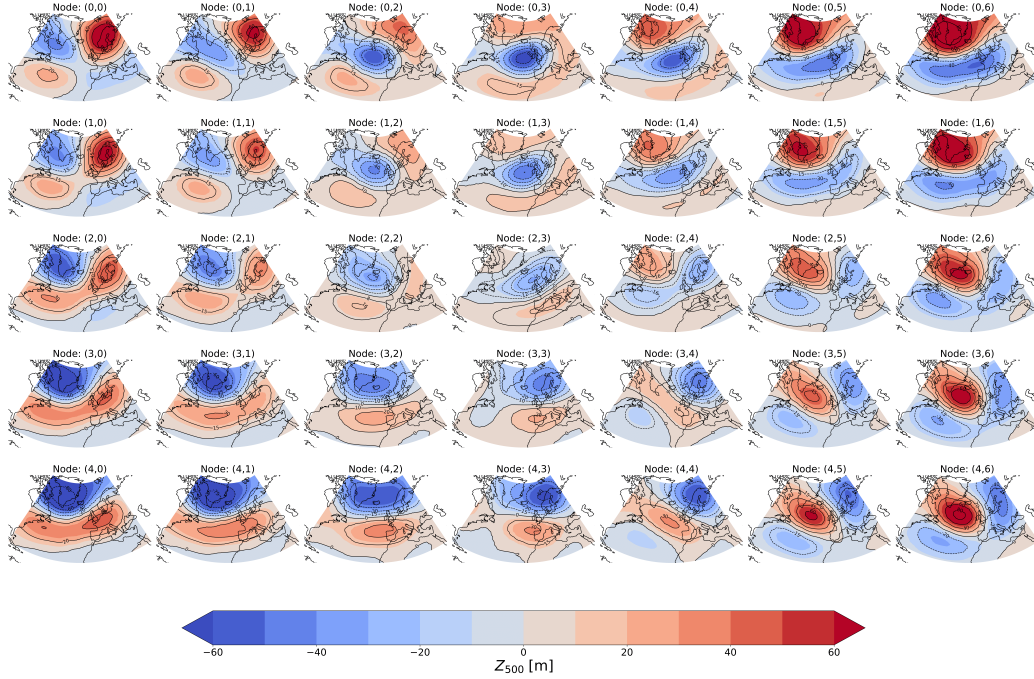 Node: (0,0) Node: (0,1) Node: (0,2) Node: (0,3) Node: (0,4) Node: (0,5) Node: (0,6)
Node: (1,0) Node: (1,1) Node: (1,2) Node: (1,3) Node: (1,4) Node: (1,5) Node: (1,6)
Node: (2,0) Node: (2,1) Node: (2,2) Node: (2,3) Node: (2,4) Node: (2,5) Node: (2,6)
Node: (3,0) Node: (3,1) Node: (3,2) Node: (3,3) Node: (3,4) Node: (3,5) Node: (3,6)
Node: (4,0) Node: (4,1) Node: (4,2) Node: (4,3) Node: (4,4) Node: (4,5) Node: (4,6)
−60 −40 −20 0 20 40 60
Z500 [m]